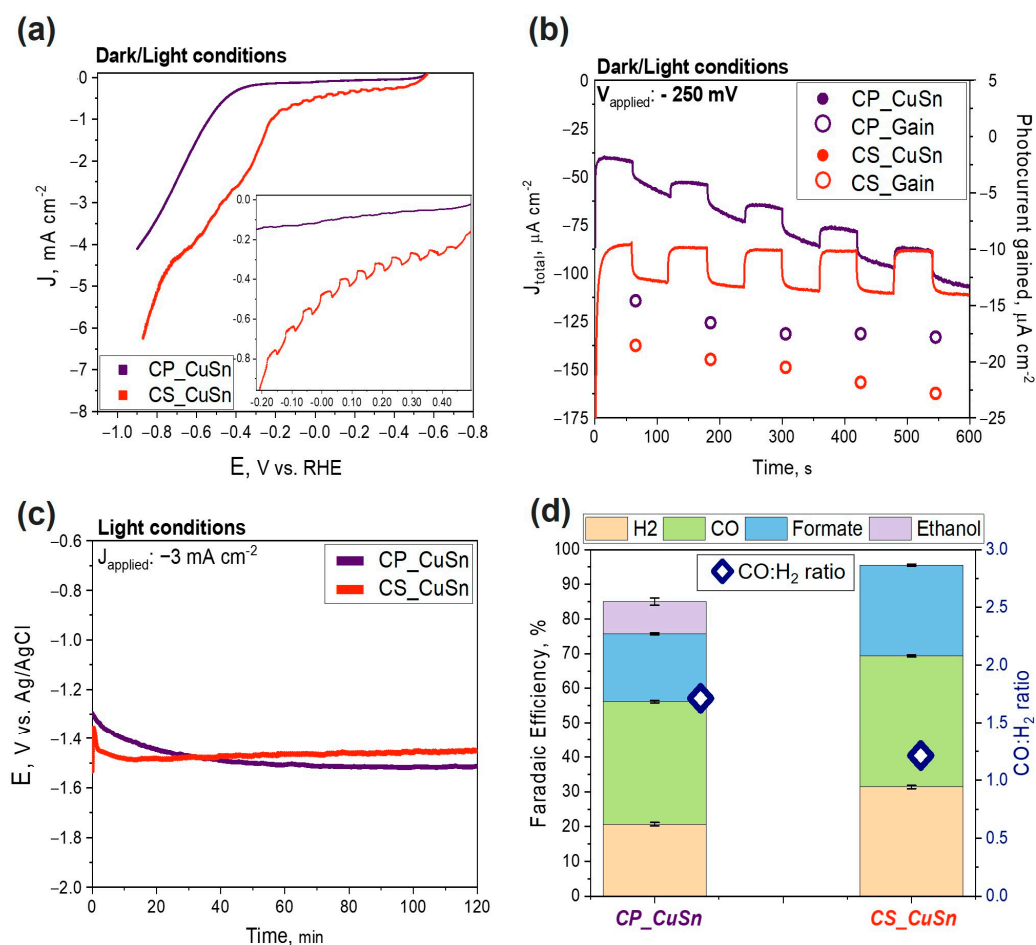 (a)
Dark/Light conditions
0
−1
−2
−3
−4
−5
−6
−7
−8
J, mA cm⁻²
0.0
−0.2
−0.4
−0.6
−0.8
-0.20
-0.10
-0.00
0.10
0.20
0.30
0.40
CP_CuSn
CS_CuSn
−1.0
−0.8
−0.6
−0.4
−0.2
−0.0
−0.2
−0.4
−0.6
−0.8
E, V vs. RHE
(b)
Dark/Light conditions
V_applied: - 250 mV
CP_CuSn
CP_Gain
CS_CuSn
CS_Gain
0
−25
−50
−75
−100
−125
−150
−175
J_total, µA cm⁻²
5
0
−5
−10
−15
−20
−25
Photocurrent gained, µA cm⁻²
0
100
200
300
400
500
600
Time, s
(c)
Light conditions
J_applied: −3 mA cm⁻²
CP_CuSn
CS_CuSn
−0.6
−0.8
−1.0
−1.2
−1.4
−1.6
−1.8
−2.0
E, V vs. Ag/AgCl
0
20
40
60
80
100
120
Time, min
(d)
H2
CO
Formate
Ethanol
CO:H₂ ratio
100
90
80
70
60
50
40
30
20
10
0
Faradaic Efficiency, %
3.0
2.5
2.0
1.5
1.0
0.5
0.0
CO:H₂ ratio
CP_CuSn
CS_CuSn